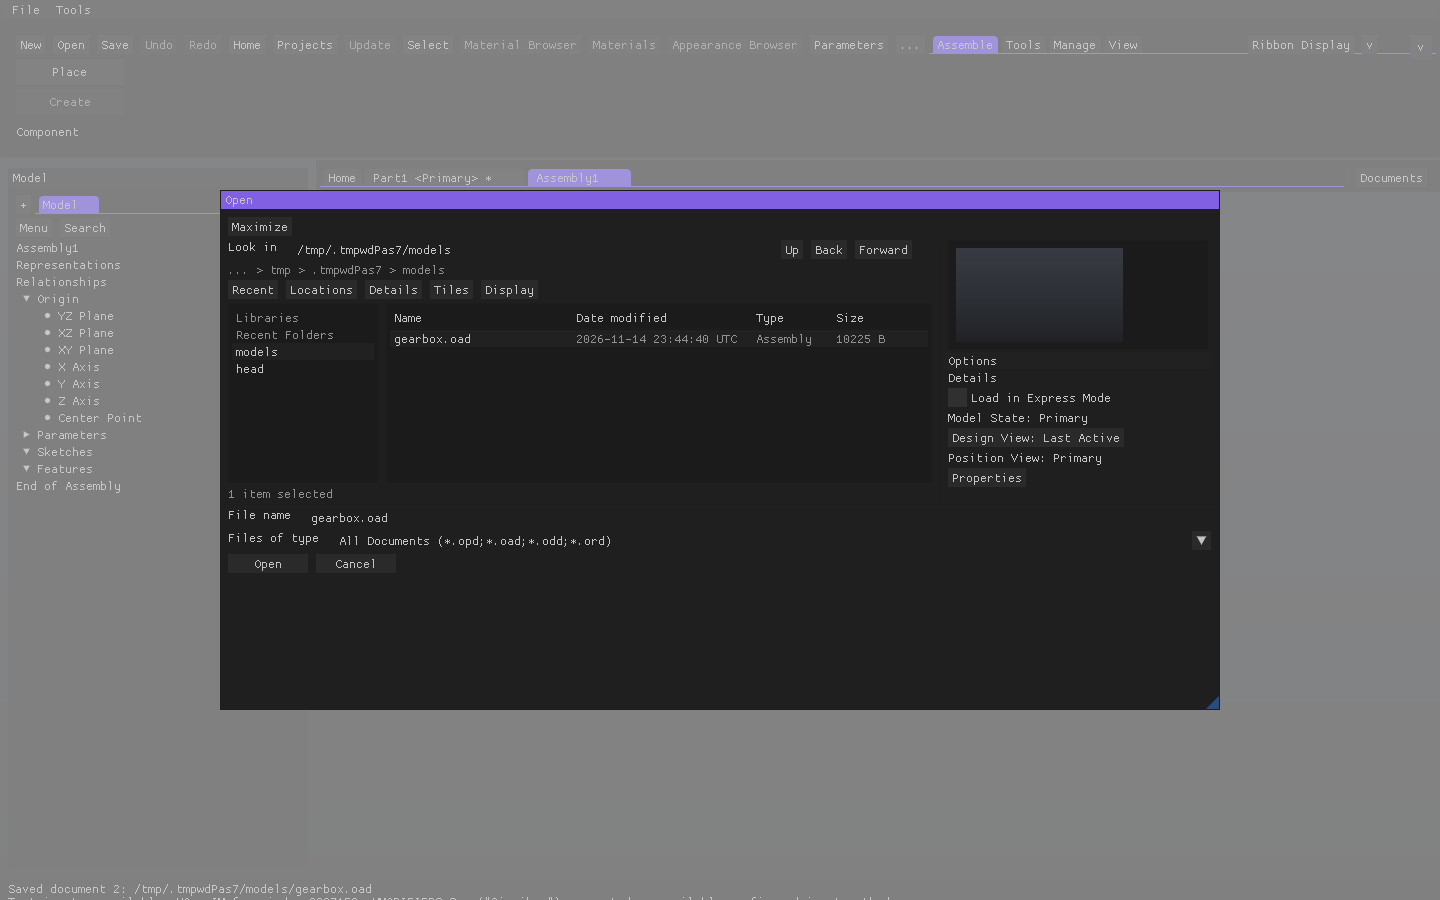 File Tools
New Open Save Undo Redo Home Projects Update Select Material Browser Materials Appearance Browser Parameters ... Assemble Tools Manage View Ribbon Display v v
Place
Create
Component
Model
Home Part1 <Primary> * Assembly1 Documents
+ Model
Menu Search
Assembly1
Representations
Relationships
Origin
YZ Plane
XZ Plane
XY Plane
X Axis
Y Axis
Z Axis
Center Point
Parameters
Sketches
Features
End of Assembly
Open
Maximize
Look in /tmp/.tmpwdPas7/models Up Back Forward
... > tmp > .tmpwdPas7 > models
Recent Locations Details Tiles Display
Libraries
Recent Folders
models
head
Name Date modified Type Size
gearbox.oad 2026-11-14 23:44:40 UTC Assembly 10225 B
Options
Details
Load in Express Mode
Model State: Primary
Design View: Last Active
Position View: Primary
Properties
1 item selected
File name gearbox.oad
Files of type All Documents (*.opd;*.oad;*.odd;*.ord)
Open Cancel
Saved document 2: /tmp/.tmpwdPas7/models/gearbox.oad